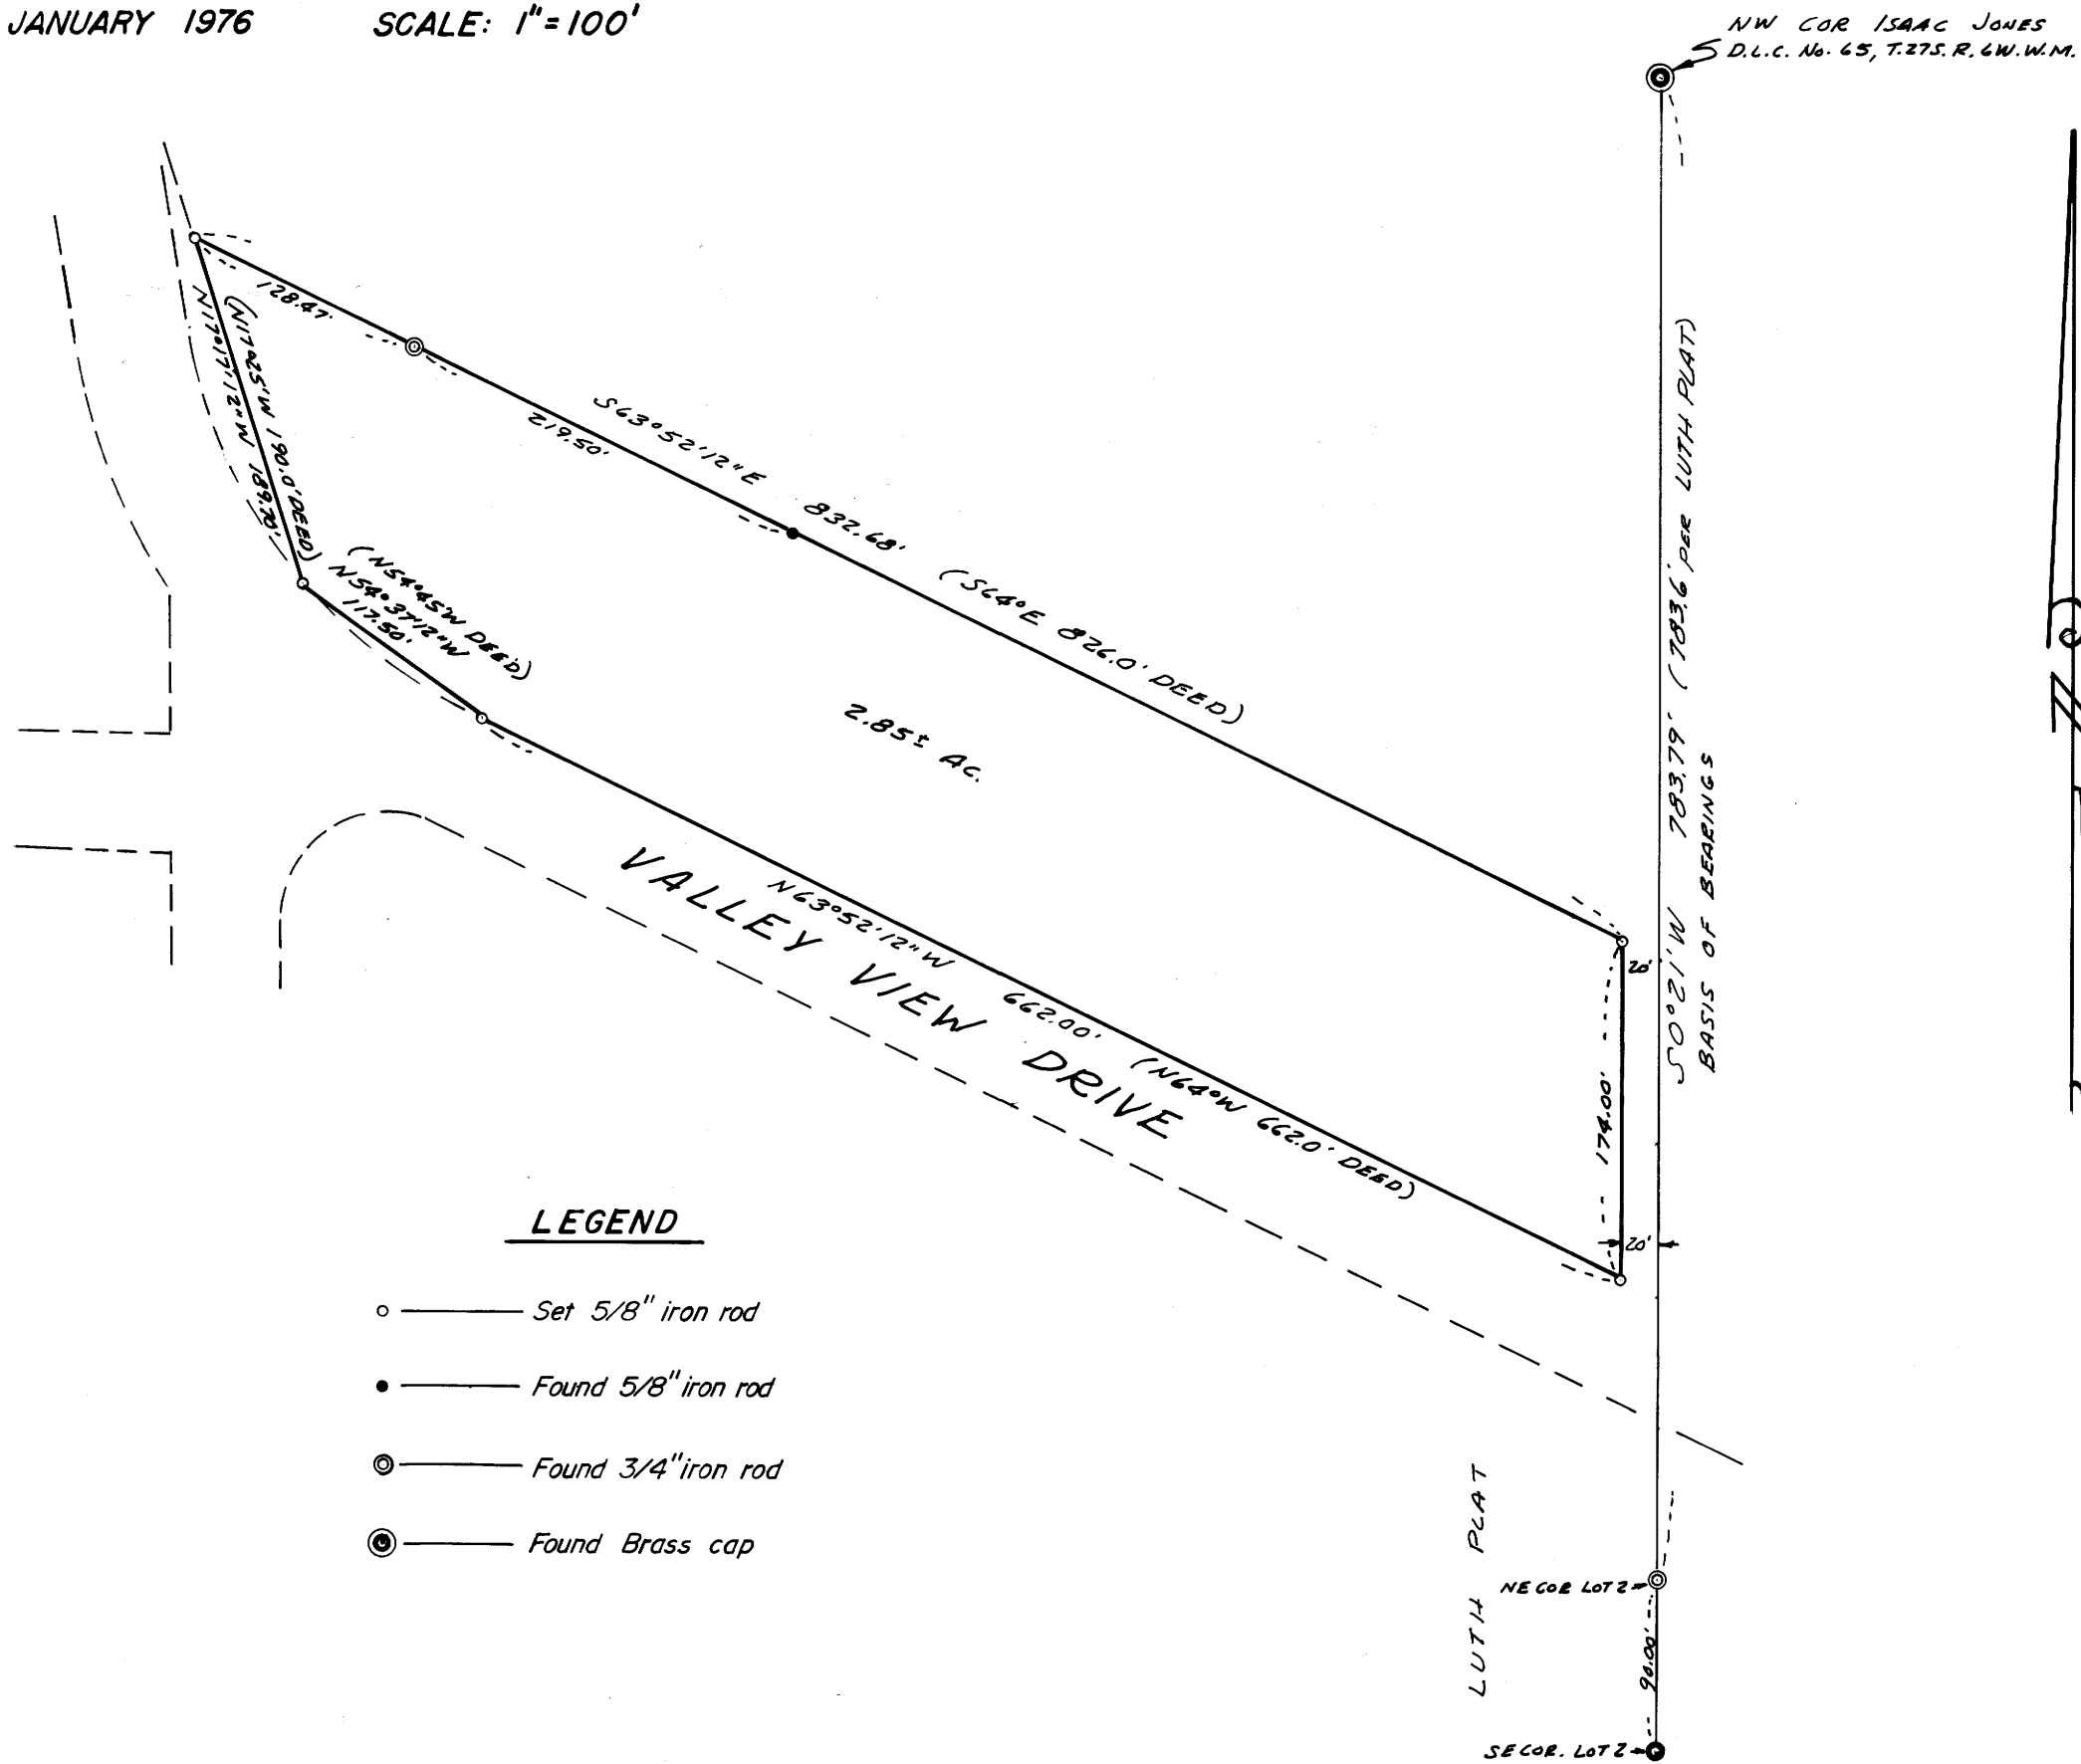 JANUARY 1976 SCALE: 1"=100'
NW COR ISAAC JONES
D.L.C. No. 65, T.27S. R. 6W. W.M.
128.47'
(N17°25'W 190.0' DEED)
N17°17'12"W 189.70'
219.50'
S63°52'12"E 832.68' (S64°E 826.0' DEED)
(N54°45'W DEED)
N54°37'12"W
117.50'
2.85± AC.
S0°21'W 783.79' (783.6' PER LUTH PLAT)
BASIS OF BEARINGS
N63°52'12"W 662.00' (N64°W 662.0' DEED)
VALLEY VIEW DRIVE
20'
174.00'
20'
LEGEND
Set 5/8" iron rod
Found 5/8" iron rod
Found 3/4" iron rod
Found Brass cap
LUTH PLAT
NE COR LOT 2
90.00'
SE COR. LOT 2